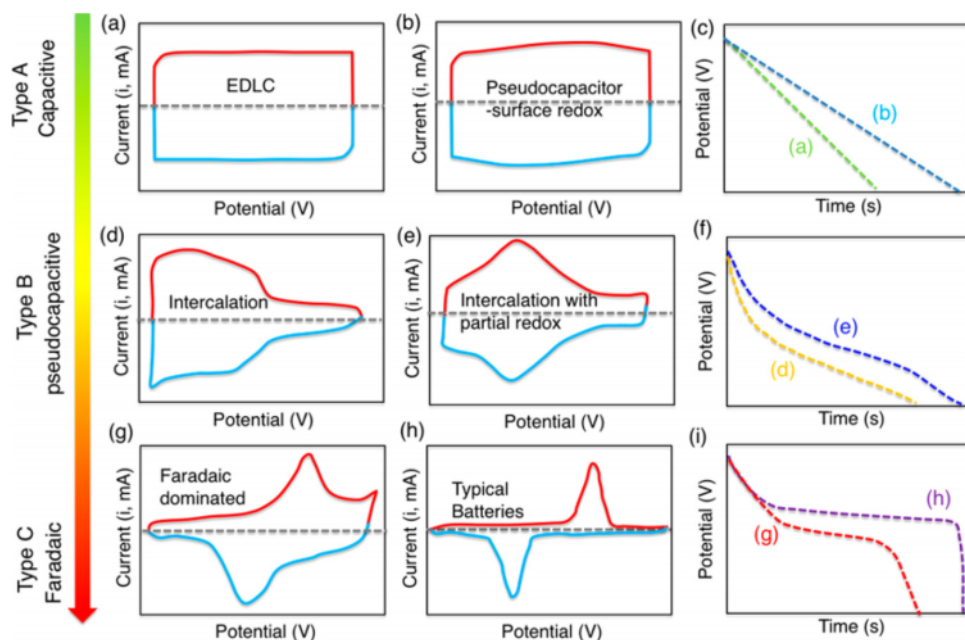 Type A
Capacitive
(a)
Current (i, mA)
EDLC
Potential (V)
(b)
Current (i, mA)
Pseudocapacitor
-surface redox
Potential (V)
(c)
Potential (V)
(b)
(a)
Time (s)
Type B
pseudocapacitive
(d)
Current (i, mA)
Intercalation
Potential (V)
(e)
Current (i, mA)
Intercalation with
partial redox
Potential (V)
(f)
Potential (V)
(e)
(d)
Time (s)
Type C
Faradaic
(g)
Current (i, mA)
Faradaic
dominated
Potential (V)
(h)
Current (i, mA)
Typical
Batteries
Potential (V)
(i)
Potential (V)
(h)
(g)
Time (s)